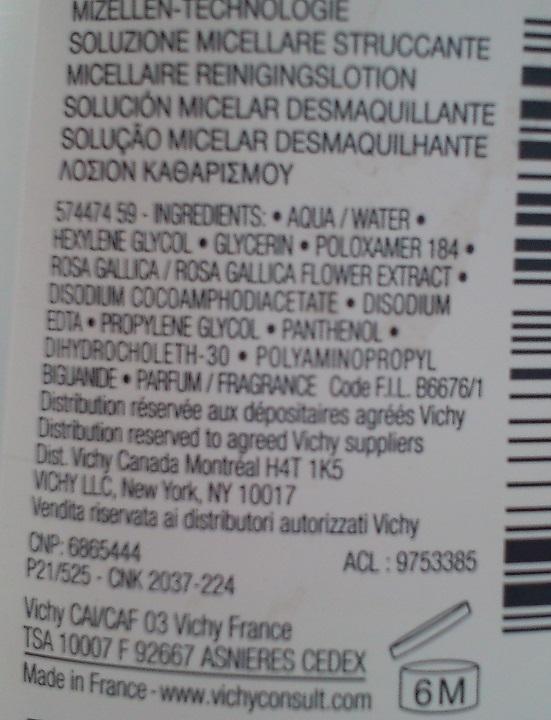 MIZELLEN-TECHNOLOGIE
SOLUZIONE MICELLARE STRUCCANTE
MICELLAIRE REINIGINGSLOTION
SOLUCIÓN MICELAR DESMAQUILLANTE
SOLUÇÃO MICELAR DESMAQUILHANTE
ΛΟΣΙΟΝ ΚΑΘΑΡΙΣΜΟΥ
574474 59 - INGREDIENTS: • AQUA / WATER •
HEXYLENE GLYCOL • GLYCERIN • POLOXAMER 184 •
ROSA GALLICA / ROSA GALLICA FLOWER EXTRACT •
DISODIUM COCOAMPHODIACETATE • DISODIUM
EDTA • PROPYLENE GLYCOL • PANTHENOL •
DIHYDROCHOLETH-30 • POLYAMINOPROPYL
BIGUANIDE • PARFUM / FRAGRANCE Code F.I.L. B6676/1
Distribution réservée aux dépositaires agréés Vichy
Distribution reserved to agreed Vichy suppliers
Dist. Vichy Canada Montréal H4T 1K5
VICHY LLC, New York, NY 10017
Vendita riservata ai distributori autorizzati Vichy
CNP: 6865444
ACL : 9753385
P21/525 - CNK 2037-224
Vichy CAI/CAF 03 Vichy France
TSA 10007 F 92667 ASNIERES CEDEX
Made in France - www.vichyconsult.com
6 M